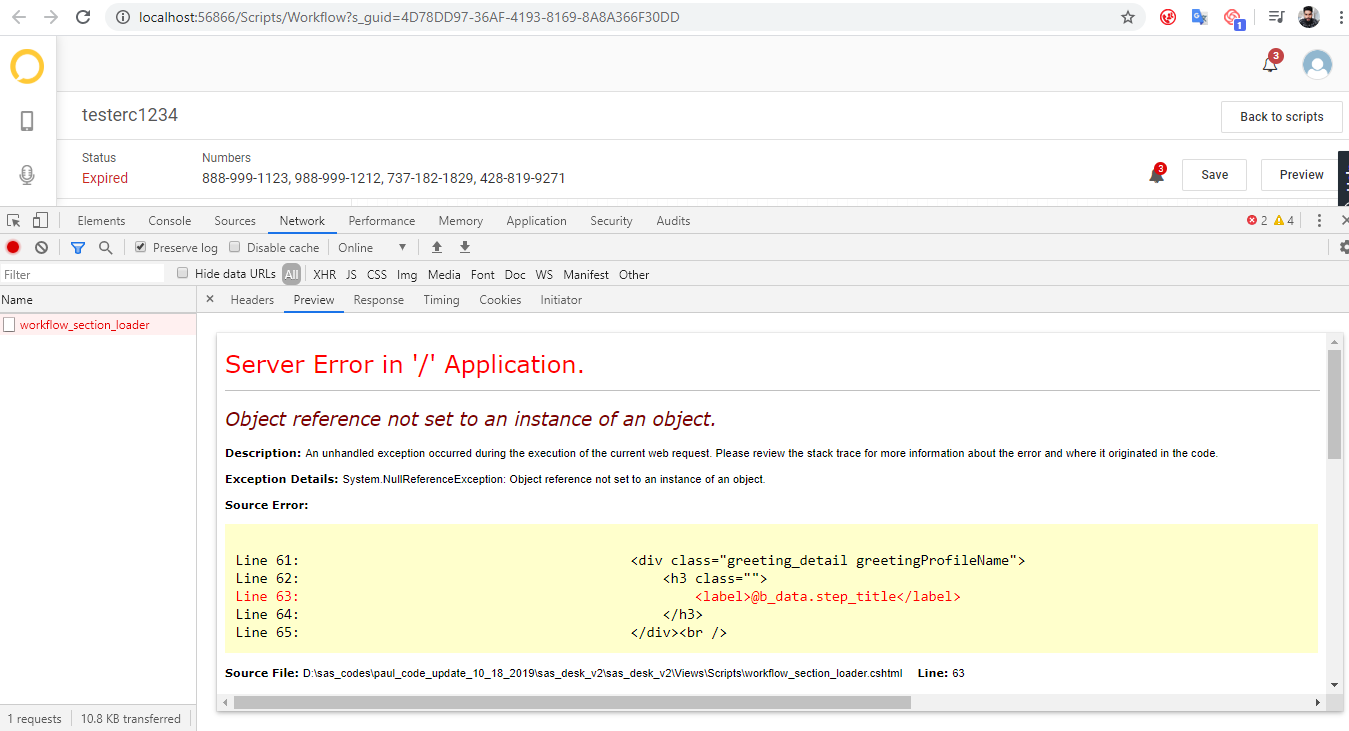 localhost:56866/Scripts/Workflow?s_guid=4D78DD97-36AF-4193-8169-8A8A366F30DD
1
3
testerc1234
Back to scripts
Status
Numbers
Expired
888-999-1123, 988-999-1212, 737-182-1829, 428-819-9271
3
Save
Preview
Elements Console Sources Network Performance Memory Application Security Audits
2 4
Preserve log Disable cache Online
Filter
Hide data URLs All XHR JS CSS Img Media Font Doc WS Manifest Other
Name
× Headers Preview Response Timing Cookies Initiator
workflow_section_loader
Server Error in '/' Application.
Object reference not set to an instance of an object.
Description: An unhandled exception occurred during the execution of the current web request. Please review the stack trace for more information about the error and where it originated in the code.
Exception Details: System.NullReferenceException: Object reference not set to an instance of an object.
Source Error:
Line 61: <div class="greeting_detail greetingProfileName">
Line 62: <h3 class="">
Line 63: <label>@b_data.step_title</label>
Line 64: </h3>
Line 65: </div><br />
Source File: D:\sas_codes\paul_code_update_10_18_2019\sas_desk_v2\sas_desk_v2\Views\Scripts\workflow_section_loader.cshtml Line: 63
1 requests 10.8 KB transferred